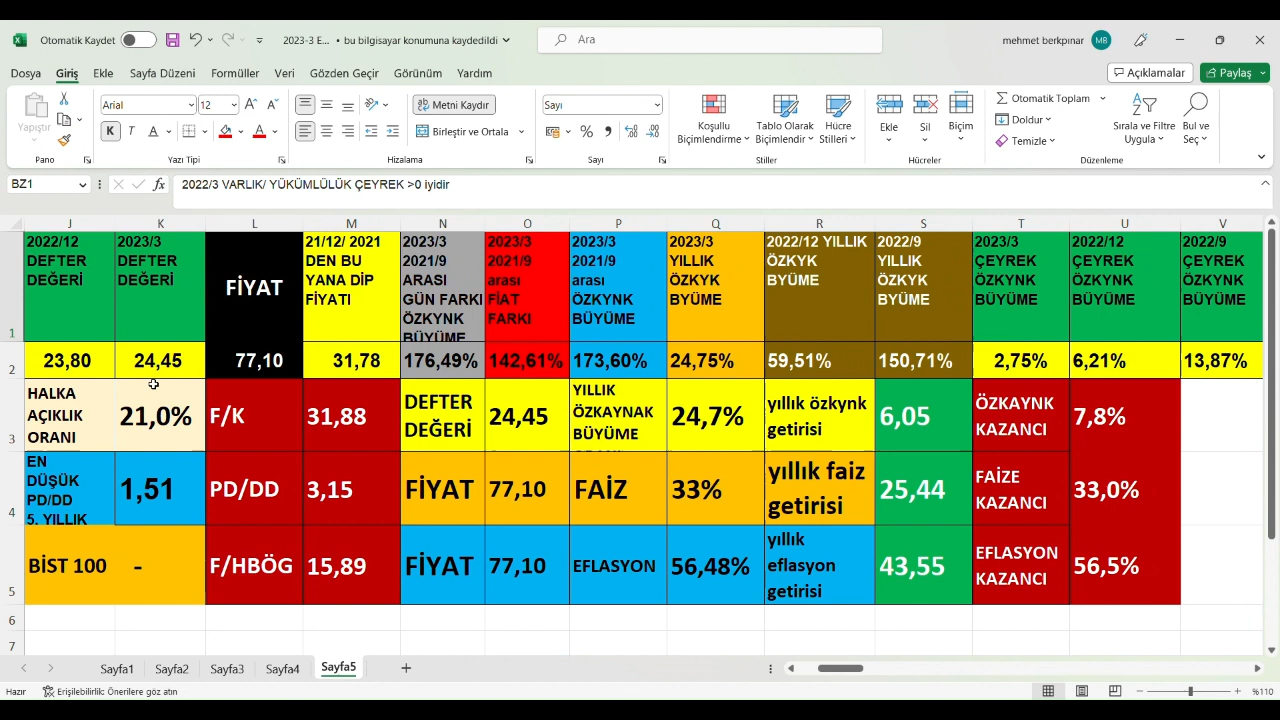 Otomatik Kaydet
2023-3 E... • bu bilgisayar konumuna kaydedildi
Ara
mehmet berkpınar
MB
Dosya Giriş Ekle Sayfa Düzeni Formüller Veri Gözden Geçir Görünüm Yardım
Açıklamalar
Paylaş
Yapıştır
Arial
12
K T A
Metni Kaydır
Birleştir ve Ortala
Sayı
Koşullu
Biçimlendirme
Tablo Olarak
Biçimlendir
Hücre
Stilleri
Ekle
Sil
Biçim
Otomatik Toplam
Doldur
Temizle
Sırala ve Filtre
Uygula
Bul ve
Seç
Pano
Yazı Tipi
Hizalama
Sayı
Stiller
Hücreler
Düzenleme
BZ1
fx
2022/3 VARLIK/ YÜKÜMLÜLÜK ÇEYREK >0 iyidir
J K L M N O P Q R S T U V
1
2022/12
DEFTER
DEĞERİ
2023/3
DEFTER
DEĞERİ
FİYAT
21/12/ 2021
DEN BU
YANA DİP
FİYATI
2023/3
2021/9
ARASI
GÜN FARKI
ÖZKYNK
BÜYÜME
2023/3
2021/9
arası
FİAT
FARKI
2023/3
2021/9
arası
ÖZKYNK
BÜYÜME
2023/3
YILLIK
ÖZKYK
BYÜME
2022/12 YILLIK
ÖZKYK
BYÜME
2022/9
YILLIK
ÖZKYK
BYÜME
2023/3
ÇEYREK
ÖZKYNK
BÜYÜME
2022/12
ÇEYREK
ÖZKYNK
BÜYÜME
2022/9
ÇEYREK
ÖZKYNK
BÜYÜME
2
23,80 24,45 77,10 31,78 176,49% 142,61% 173,60% 24,75% 59,51% 150,71% 2,75% 6,21% 13,87%
3
HALKA
AÇIKLIK
ORANI
21,0%
F/K
31,88
DEFTER
DEĞERİ
24,45
YILLIK
ÖZKAYNAK
BÜYÜME
24,7%
yıllık özkynk
getirisi
6,05
ÖZKAYNK
KAZANCI
7,8%
4
EN
DÜŞÜK
PD/DD
5. YILLIK
1,51
PD/DD
3,15
FİYAT
77,10
FAİZ
33%
yıllık faiz
getirisi
25,44
FAİZE
KAZANCI
33,0%
5
BİST 100
-
F/HBÖG
15,89
FİYAT
77,10
EFLASYON
56,48%
yıllık
eflasyon
getirisi
43,55
EFLASYON
KAZANCI
56,5%
6
7
Sayfa1 Sayfa2 Sayfa3 Sayfa4 Sayfa5
Hazır
Erişilebilirlik: Önerilere göz atın
%110